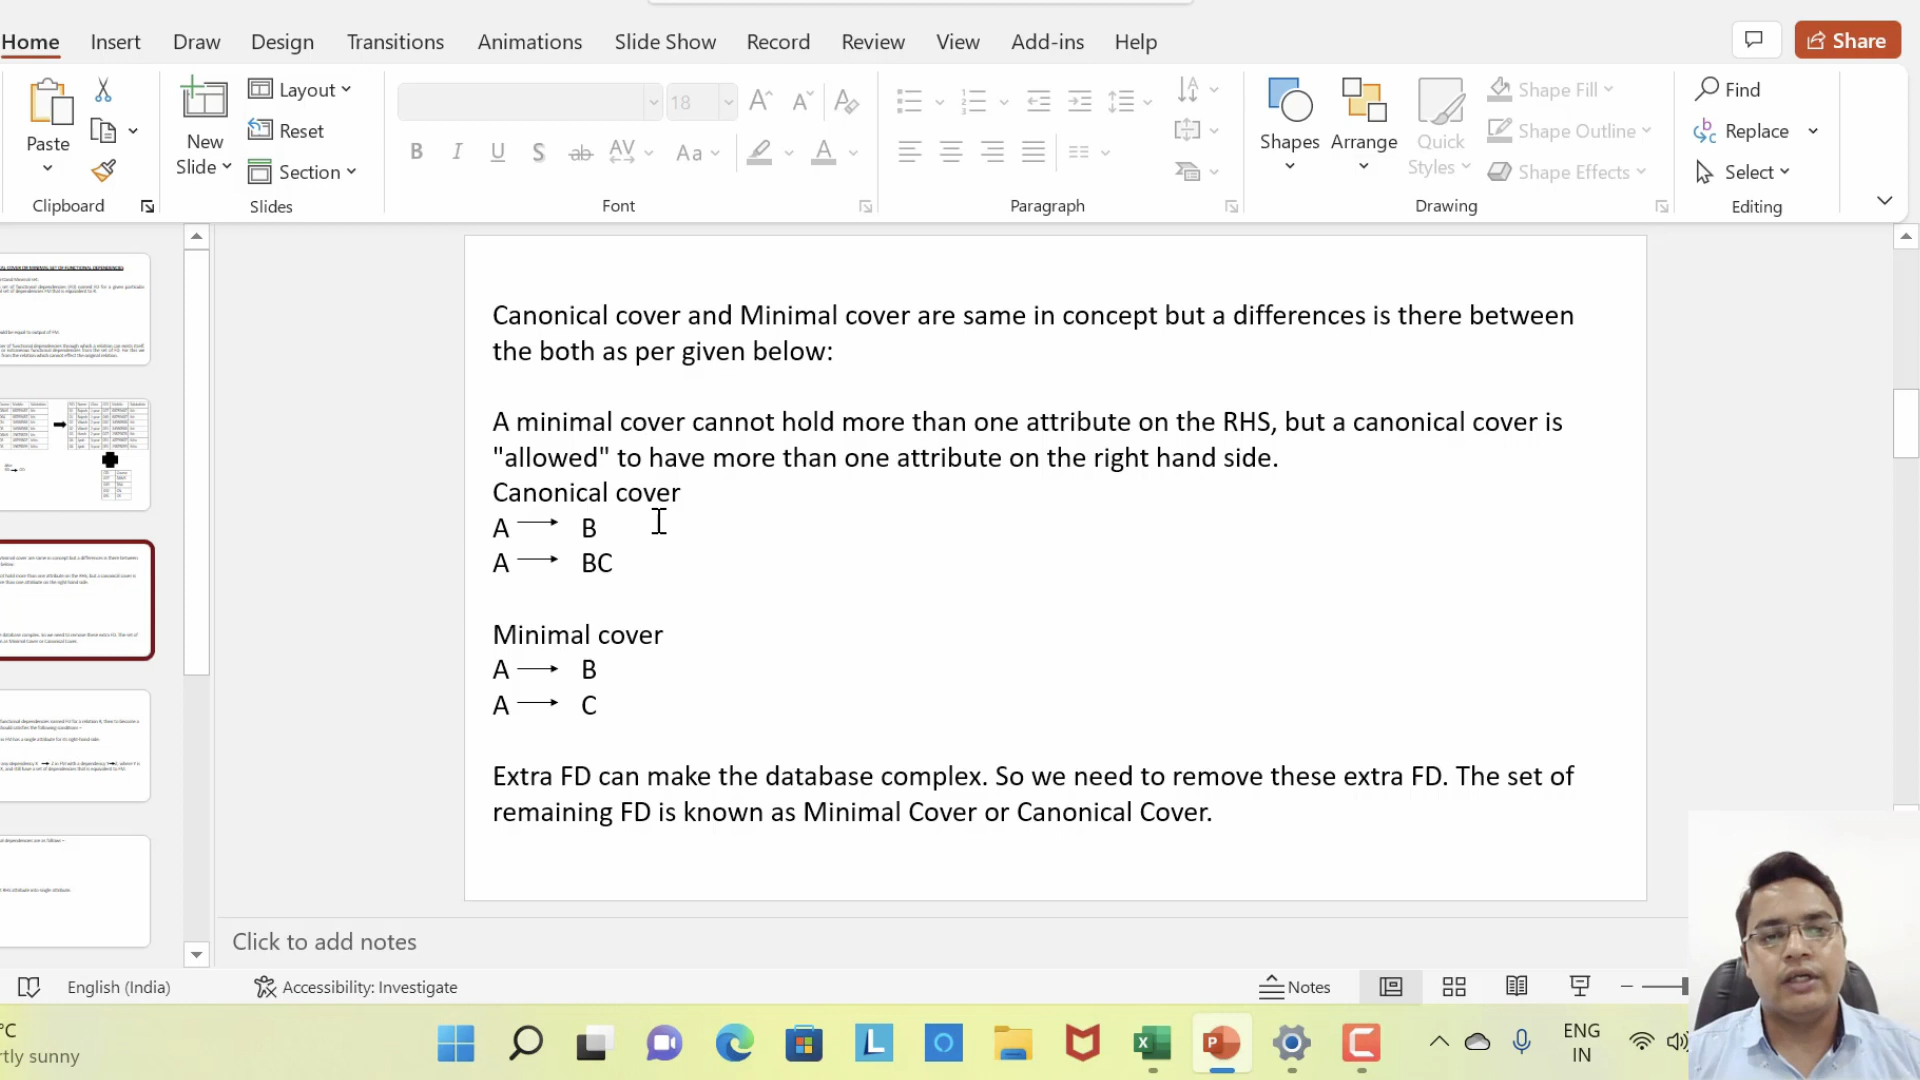 Home Insert Draw Design Transitions Animations Slide Show Record Review View Add-ins Help Share
Paste
New Slide
Layout
Reset
Section
18
Shapes
Arrange
Quick Styles
Shape Fill
Shape Outline
Shape Effects
Find
Replace
Select
Clipboard Slides Font Paragraph Drawing Editing
Canonical cover and Minimal cover are same in concept but a differences is there between
the both as per given below:
A minimal cover cannot hold more than one attribute on the RHS, but a canonical cover is
"allowed" to have more than one attribute on the right hand side.
Canonical cover
A → B
A → BC
Minimal cover
A → B
A → C
Extra FD can make the database complex. So we need to remove these extra FD. The set of
remaining FD is known as Minimal Cover or Canonical Cover.
Click to add notes
English (India) Accessibility: Investigate Notes
°C
rtly sunny
ENG
IN